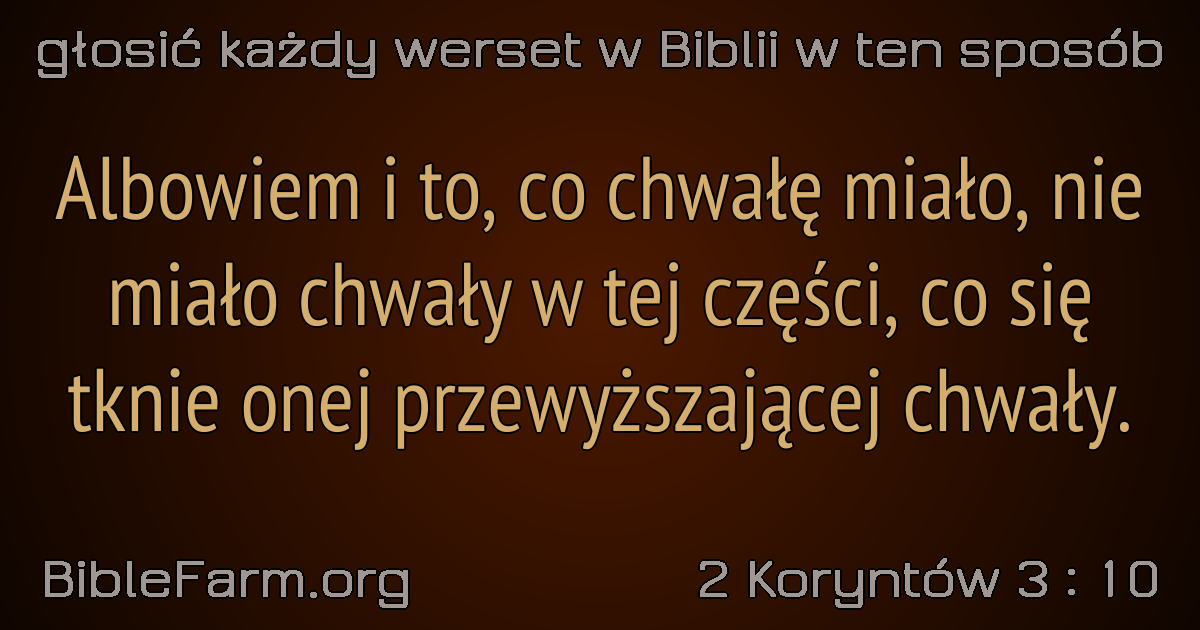 głosić każdy werset w Biblii w ten sposób
Albowiem i to, co chwałę miało, nie
miało chwały w tej części, co się
tknie onej przewyższającej chwały.
BibleFarm.org
2 Koryntów 3 : 10